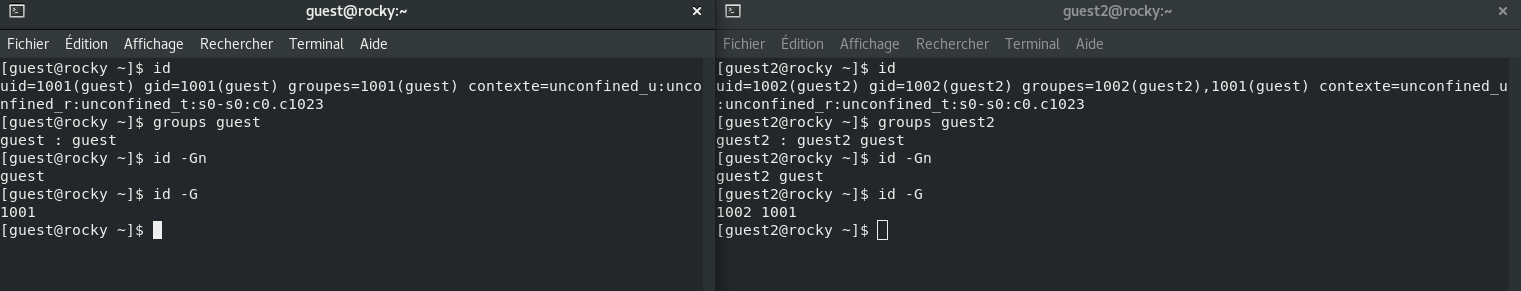 guest@rocky:~
Fichier Édition Affichage Rechercher Terminal Aide
[guest@rocky ~]$ id
uid=1001(guest) gid=1001(guest) groupes=1001(guest) contexte=unconfined_u:unco
nfined_r:unconfined_t:s0-s0:c0.c1023
[guest@rocky ~]$ groups guest
guest : guest
[guest@rocky ~]$ id -Gn
guest
[guest@rocky ~]$ id -G
1001
[guest@rocky ~]$
guest2@rocky:~
Fichier Édition Affichage Rechercher Terminal Aide
[guest2@rocky ~]$ id
uid=1002(guest2) gid=1002(guest2) groupes=1002(guest2),1001(guest) contexte=unconfined_u
:unconfined_r:unconfined_t:s0-s0:c0.c1023
[guest2@rocky ~]$ groups guest2
guest2 : guest2 guest
[guest2@rocky ~]$ id -Gn
guest2 guest
[guest2@rocky ~]$ id -G
1002 1001
[guest2@rocky ~]$